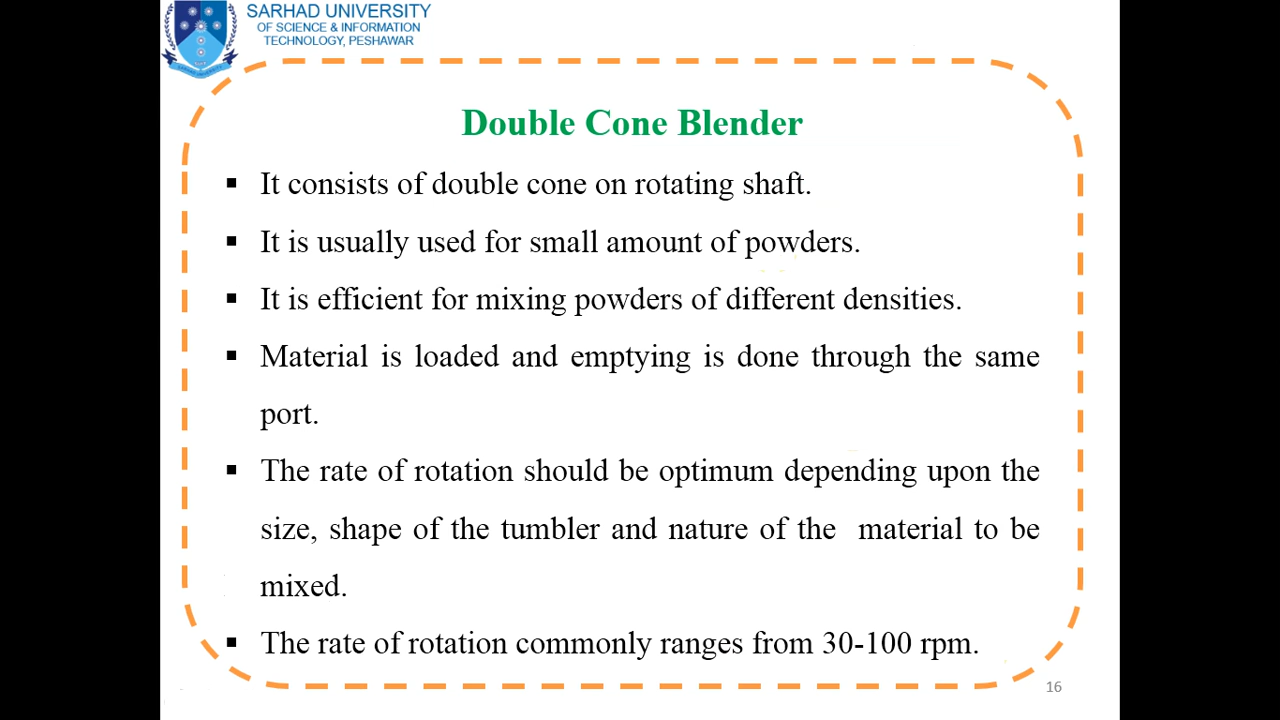 SARHAD UNIVERSITY
OF SCIENCE & INFORMATION
TECHNOLOGY, PESHAWAR
Double Cone Blender
▪ It consists of double cone on rotating shaft.
▪ It is usually used for small amount of powders.
▪ It is efficient for mixing powders of different densities.
▪ Material is loaded and emptying is done through the same
port.
▪ The rate of rotation should be optimum depending upon the
size, shape of the tumbler and nature of the material to be
mixed.
▪ The rate of rotation commonly ranges from 30-100 rpm.
16